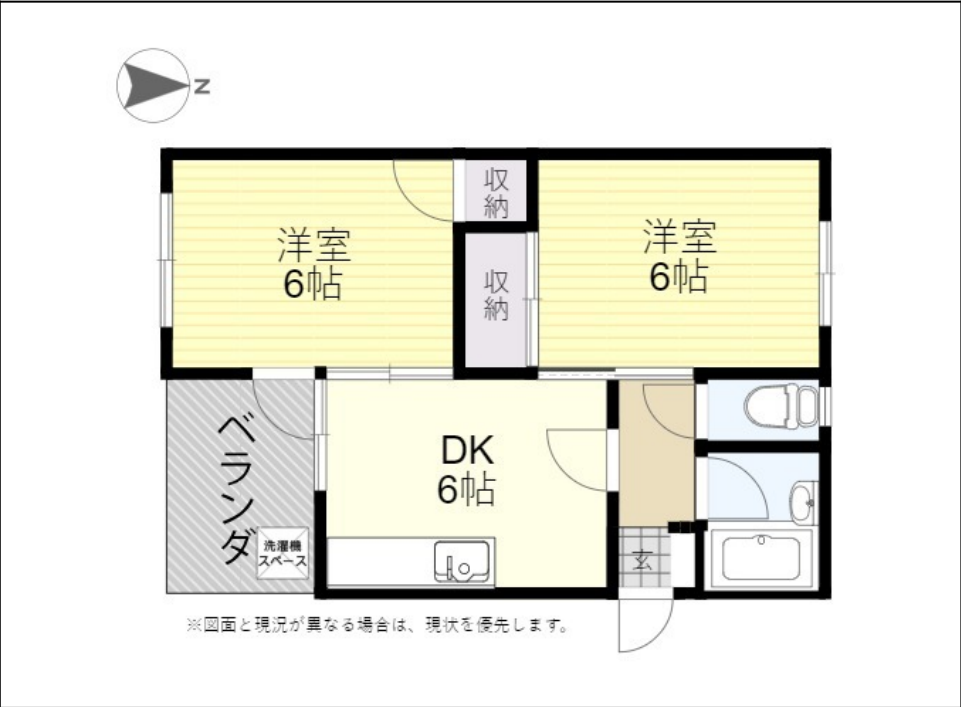 N
収納
洋室
6帖
洋室
6帖
収納
DK
6帖
ベランダ
洗濯機
スペース
玄
※図面と現況が異なる場合は、現状を優先します。